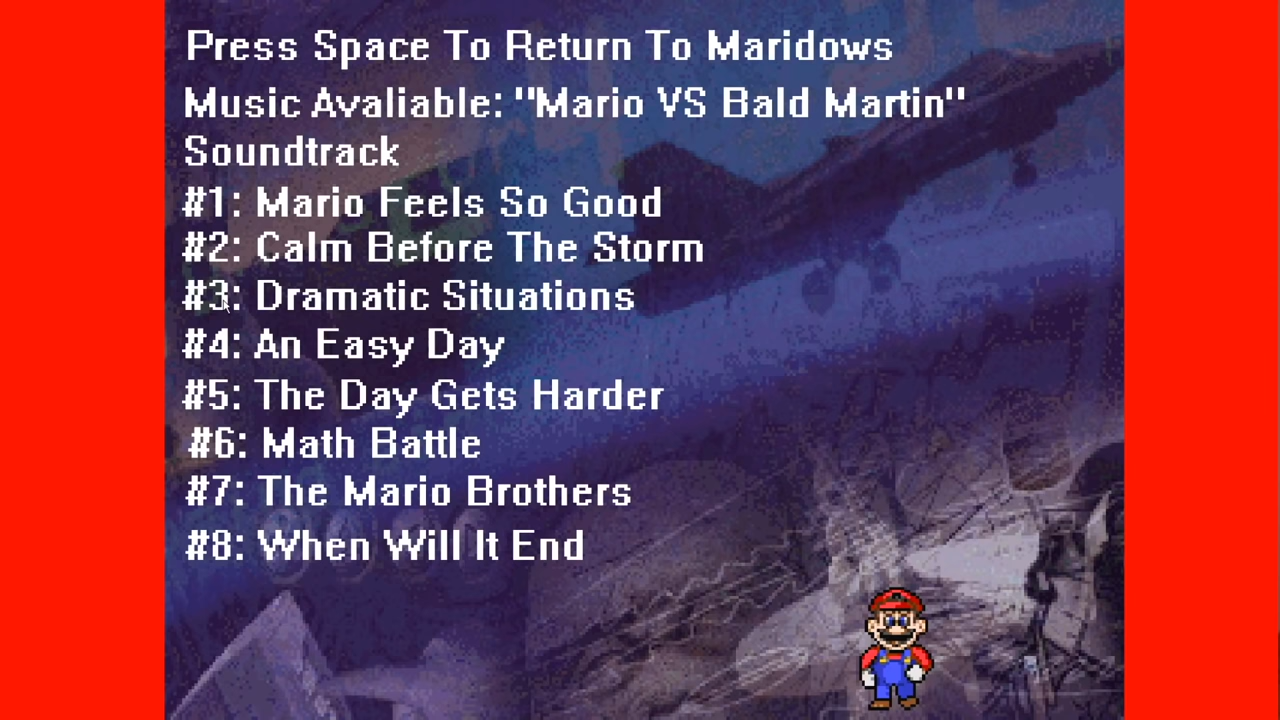 Press Space To Return To Maridows
Music Avaliable: "Mario VS Bald Martin"
Soundtrack
#1: Mario Feels So Good
#2: Calm Before The Storm
#3: Dramatic Situations
#4: An Easy Day
#5: The Day Gets Harder
#6: Math Battle
#7: The Mario Brothers
#8: When Will It End